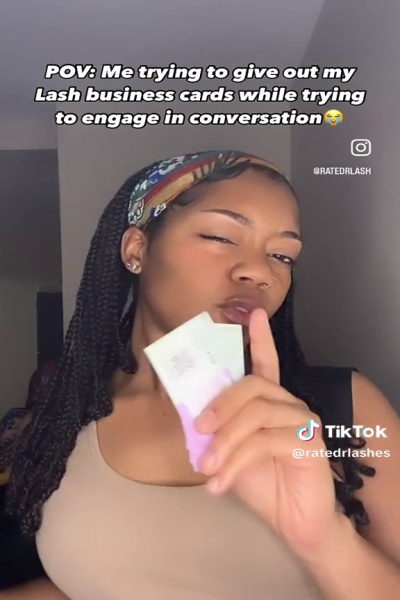 POV: Me trying to give out my
Lash business cards while trying
to engage in conversation😭
@RATEDRLASH
TikTok
@ratedrlashes